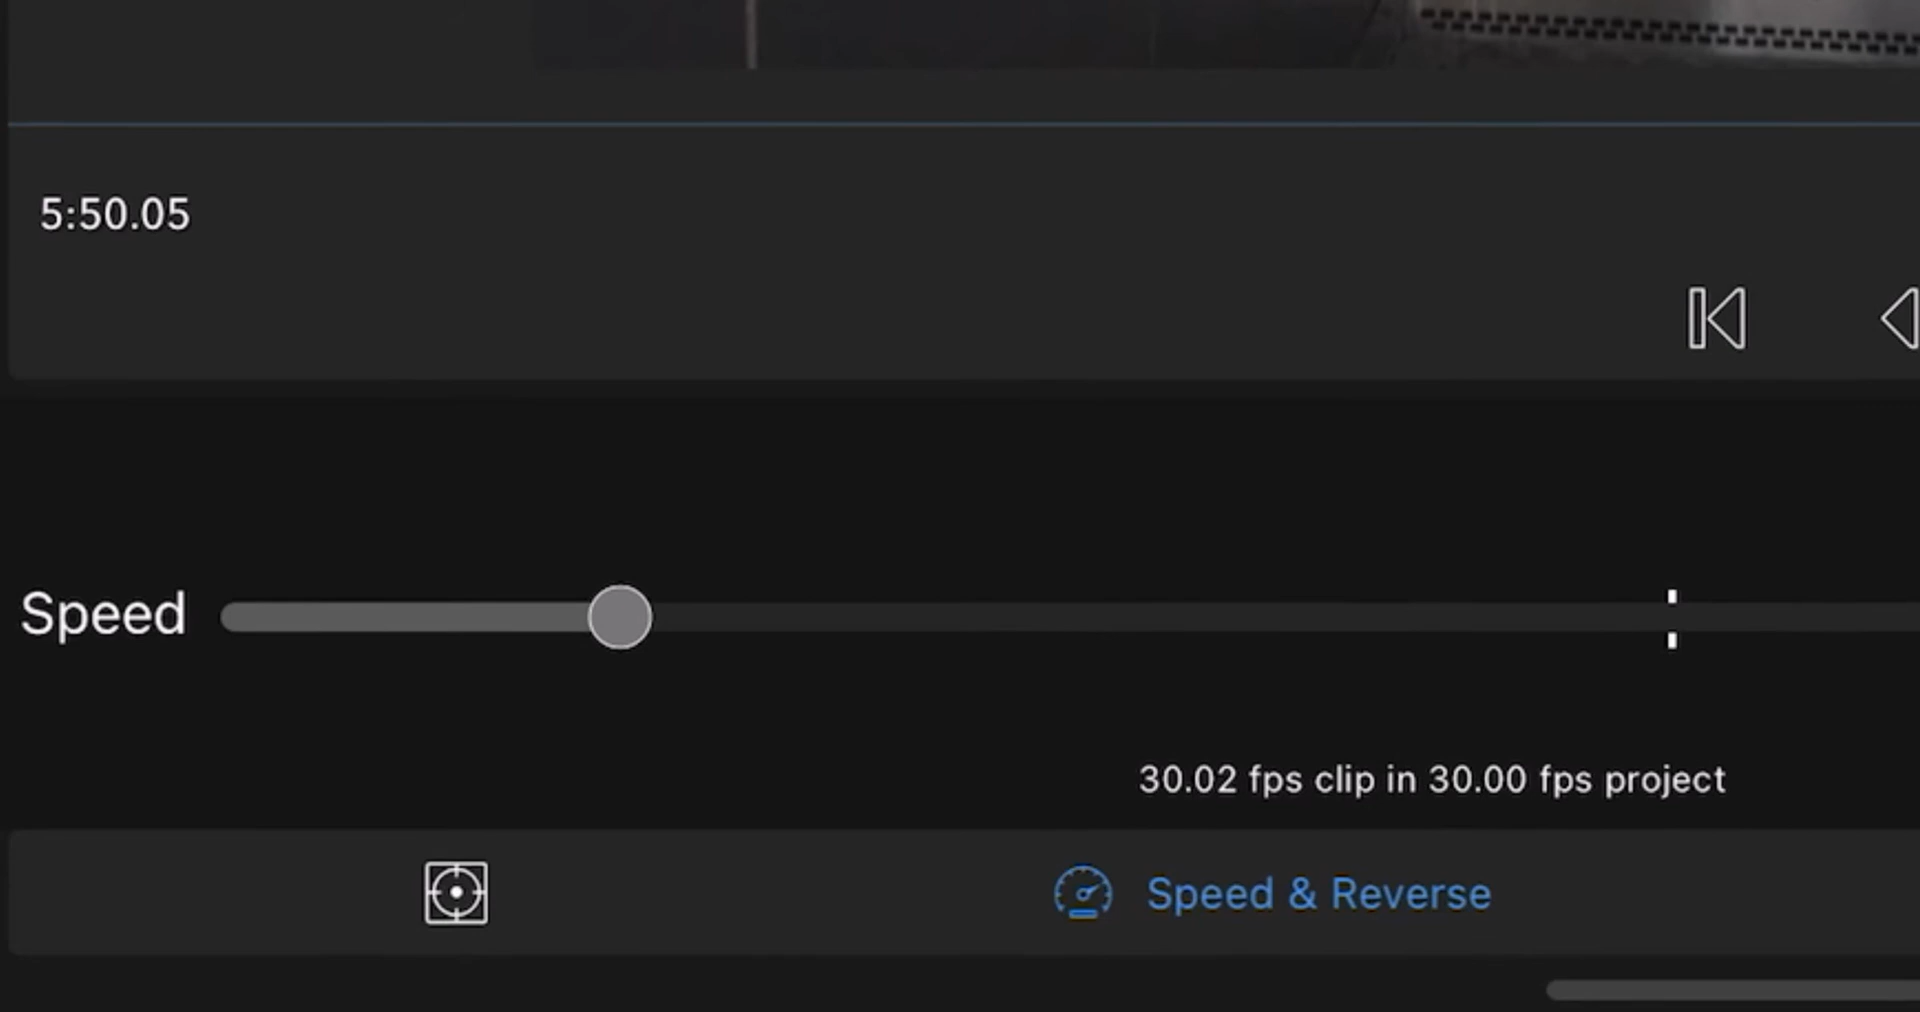 5:50.05
Speed
30.02 fps clip in 30.00 fps project
Speed & Reverse